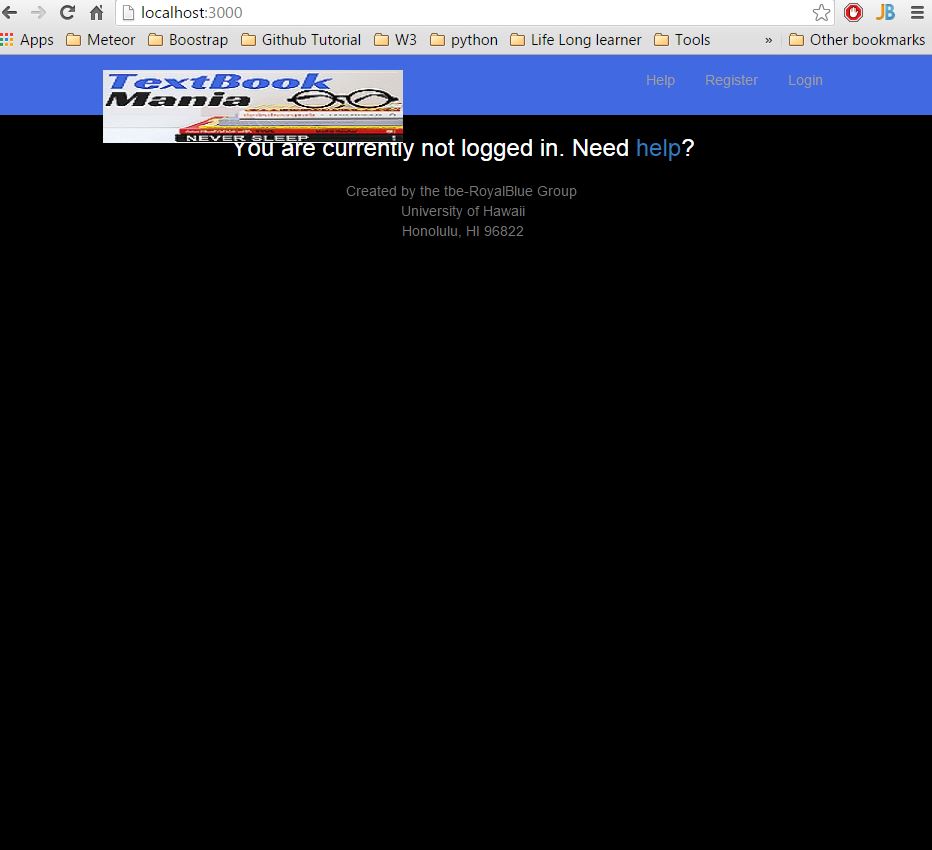 localhost:3000
JB
Apps Meteor Boostrap Github Tutorial W3 python Life Long learner Tools » Other bookmarks
TextBook
Mania
NEVER SLEEP !
Help Register Login
You are currently not logged in. Need help?
Created by the tbe-RoyalBlue Group
University of Hawaii
Honolulu, HI 96822